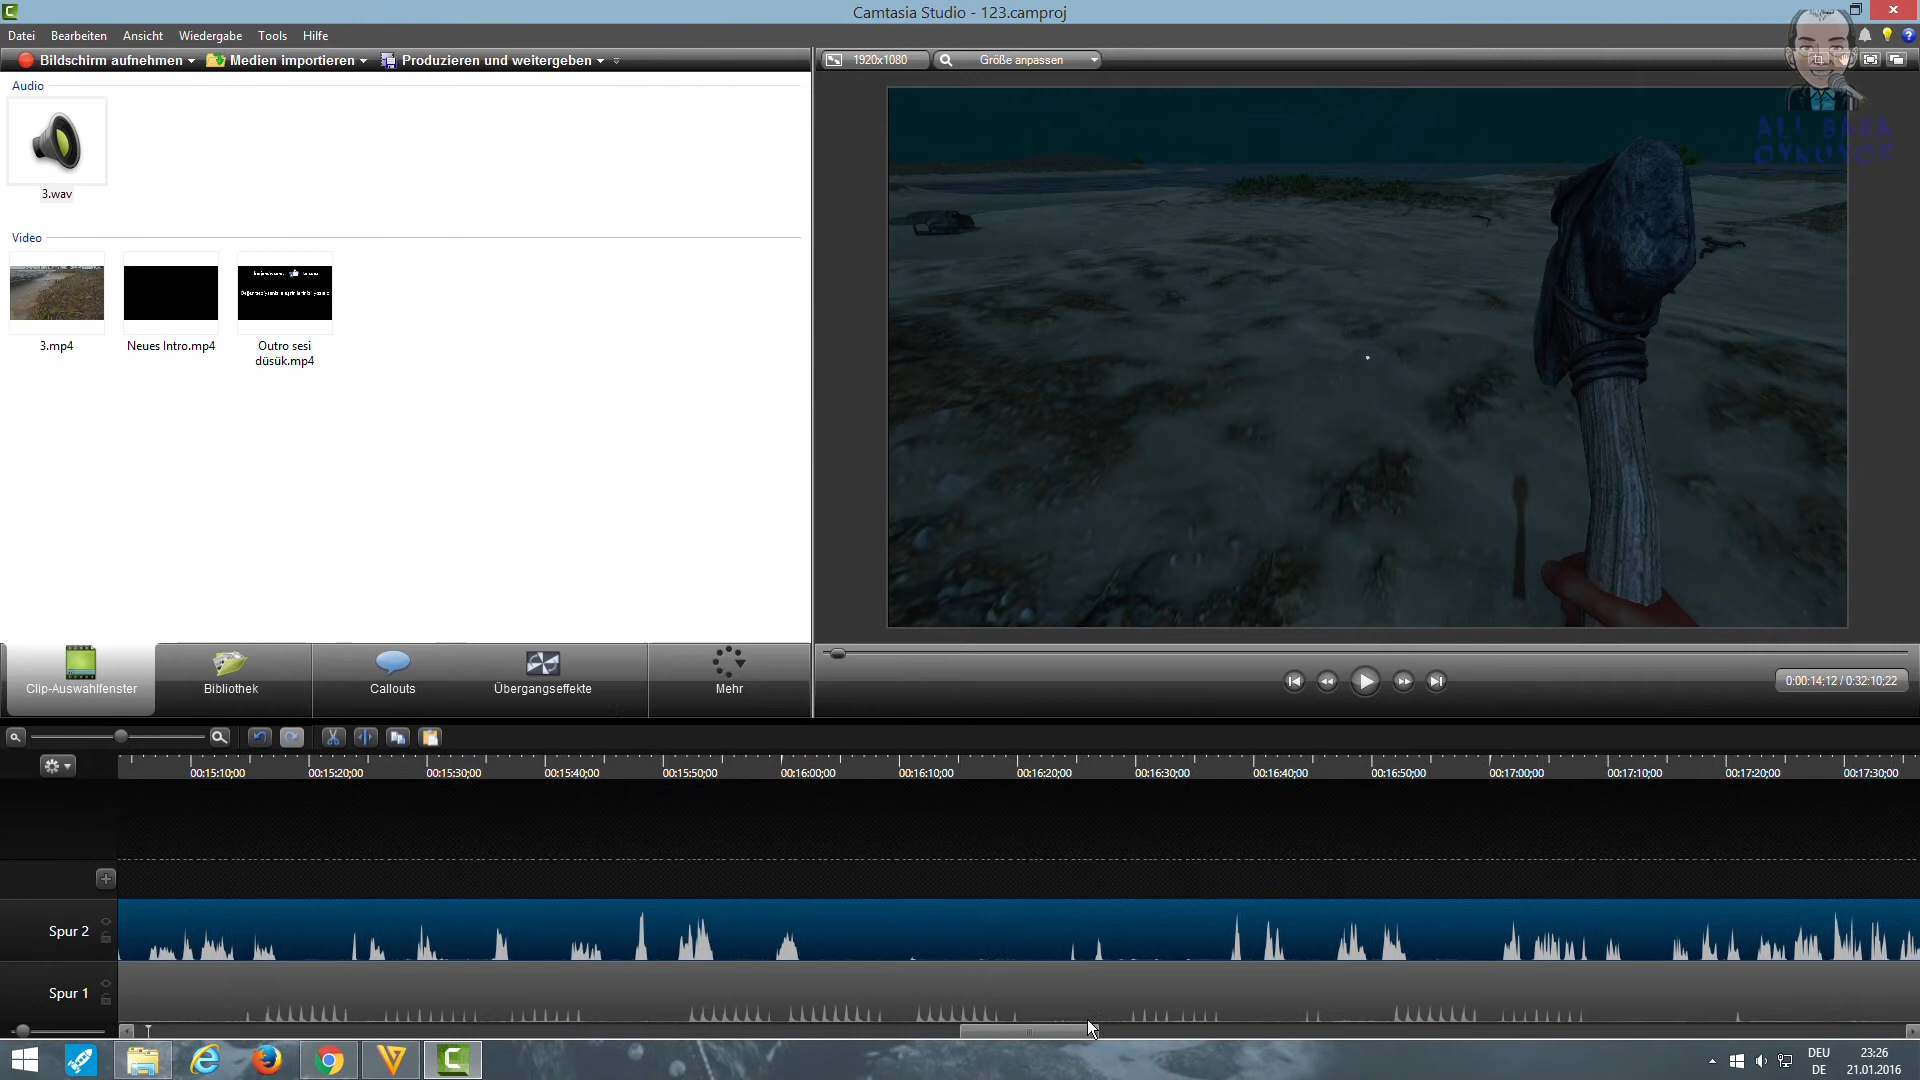 Camtasia Studio - 123.camproj
Datei Bearbeiten Ansicht Wiedergabe Tools Hilfe
Bildschirm aufnehmen Medien importieren Produzieren und weitergeben
1920x1080 Größe anpassen
ALI BABA
OYNUYOR
Audio
3.wav
Video
3.mp4
Neues Intro.mp4
Outro sesi
düsük.mp4
Clip-Auswahlfenster Bibliothek Callouts Übergangseffekte Mehr
0:00:14;12 / 0:32:10;22
00:15:10;00 00:15:20;00 00:15:30;00 00:15:40;00 00:15:50;00 00:16:00;00 00:16:10;00 00:16:20;00 00:16:30;00 00:16:40;00 00:16:50;00 00:17:00;00 00:17:10;00 00:17:20;00 00:17:30;00
Spur 2
Spur 1
DEU 23:26
DE 21.01.2016